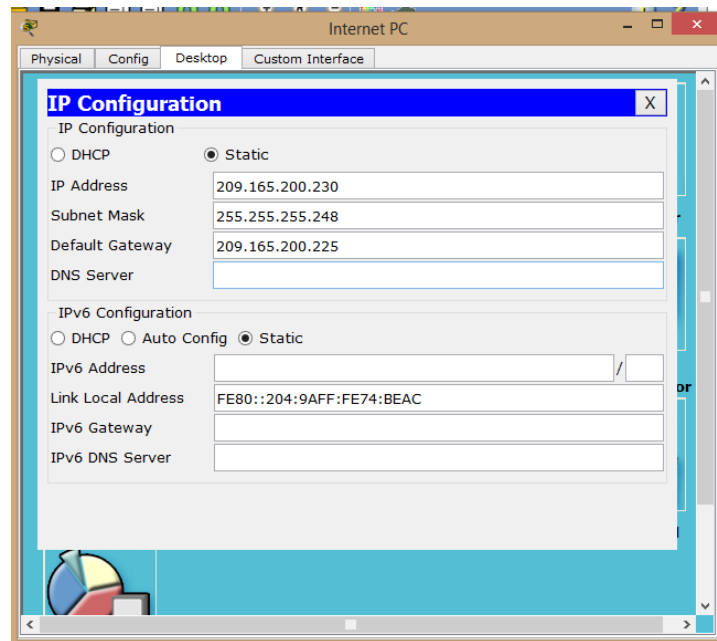 Internet PC
Physical Config Desktop Custom Interface
IP Configuration X
IP Configuration
DHCP Static
IP Address 209.165.200.230
Subnet Mask 255.255.255.248
Default Gateway 209.165.200.225
DNS Server
IPv6 Configuration
DHCP Auto Config Static
IPv6 Address /
Link Local Address FE80::204:9AFF:FE74:BEAC
IPv6 Gateway
IPv6 DNS Server
or